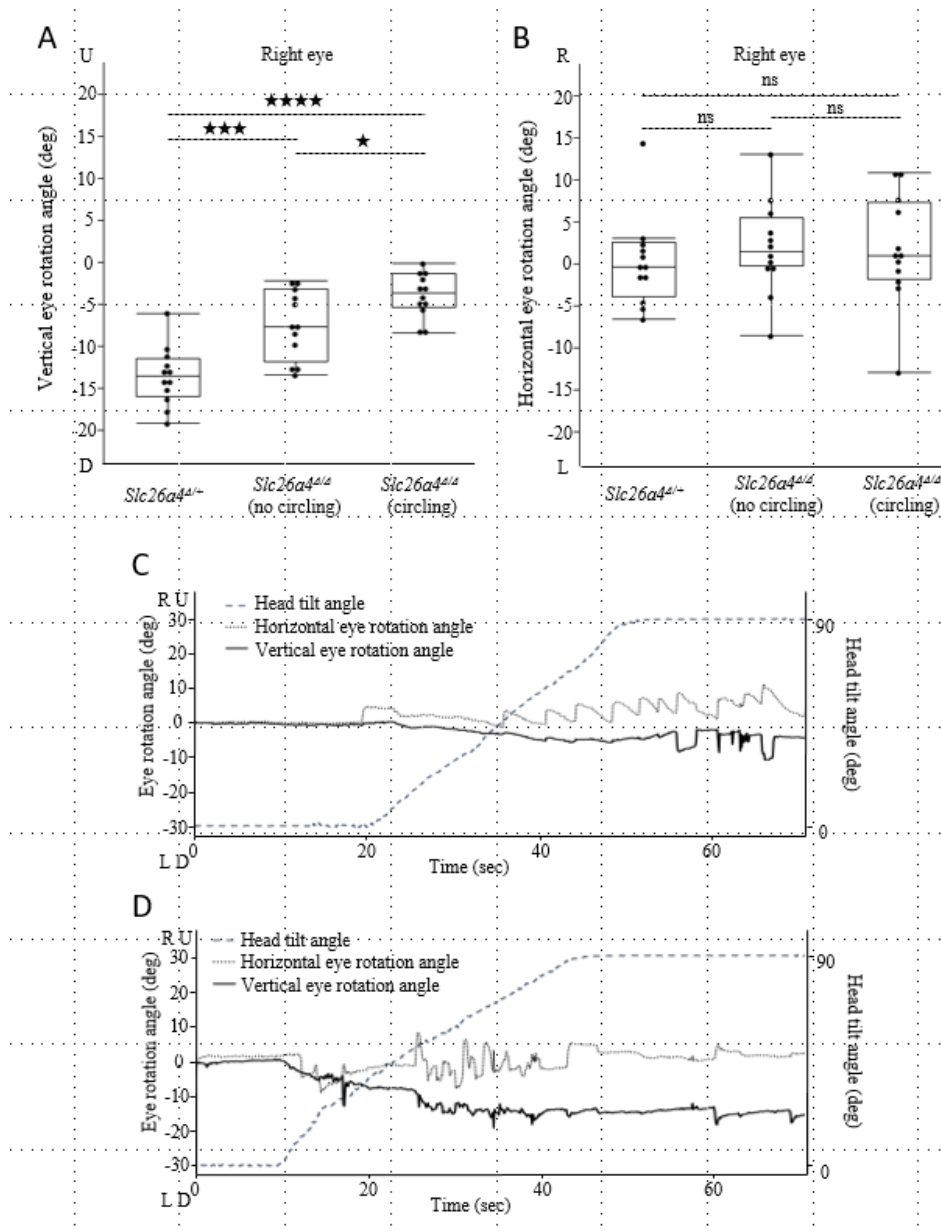 A
U
Right eye
★★★★
★★★
★
Vertical eye rotation angle (deg)
20
15
10
-5
0
-5
-10
-15
-20
D
Slc26a4Δ/+
Slc26a4Δ/Δ
(no circling)
Slc26a4Δ/Δ
(circling)
B
R
Right eye
ns
ns
ns
Horizontal eye rotation angle (deg)
20
15
10
5
0
-5
-10
-15
-20
L
Slc26a4Δ/+
Slc26a4Δ/Δ
(no circling)
Slc26a4Δ/Δ
(circling)
C
R U
Head tilt angle
Horizontal eye rotation angle
Vertical eye rotation angle
Eye rotation angle (deg)
30
20
10
0
-10
-20
-30
L D
0
20
40
60
Time (sec)
90
0
Head tilt angle (deg)
D
R U
Head tilt angle
Horizontal eye rotation angle
Vertical eye rotation angle
Eye rotation angle (deg)
30
20
10
0
-10
-20
-30
L D
0
20
40
60
Time (sec)
90
0
Head tilt angle (deg)